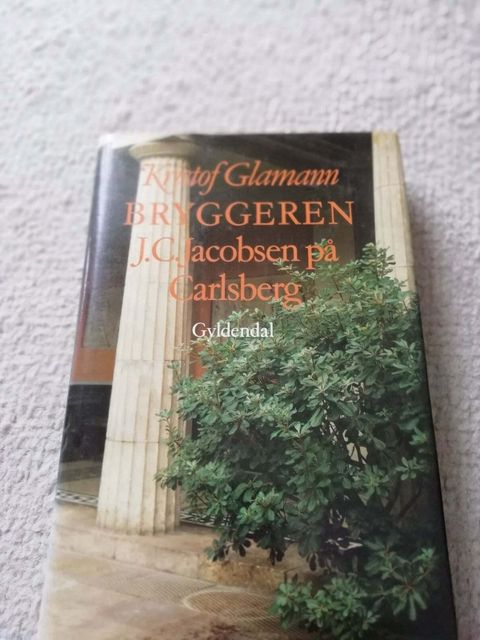 Kristof Glamann
BRYGGEREN
J.C. Jacobsen på
Carlsberg
Gyldendal